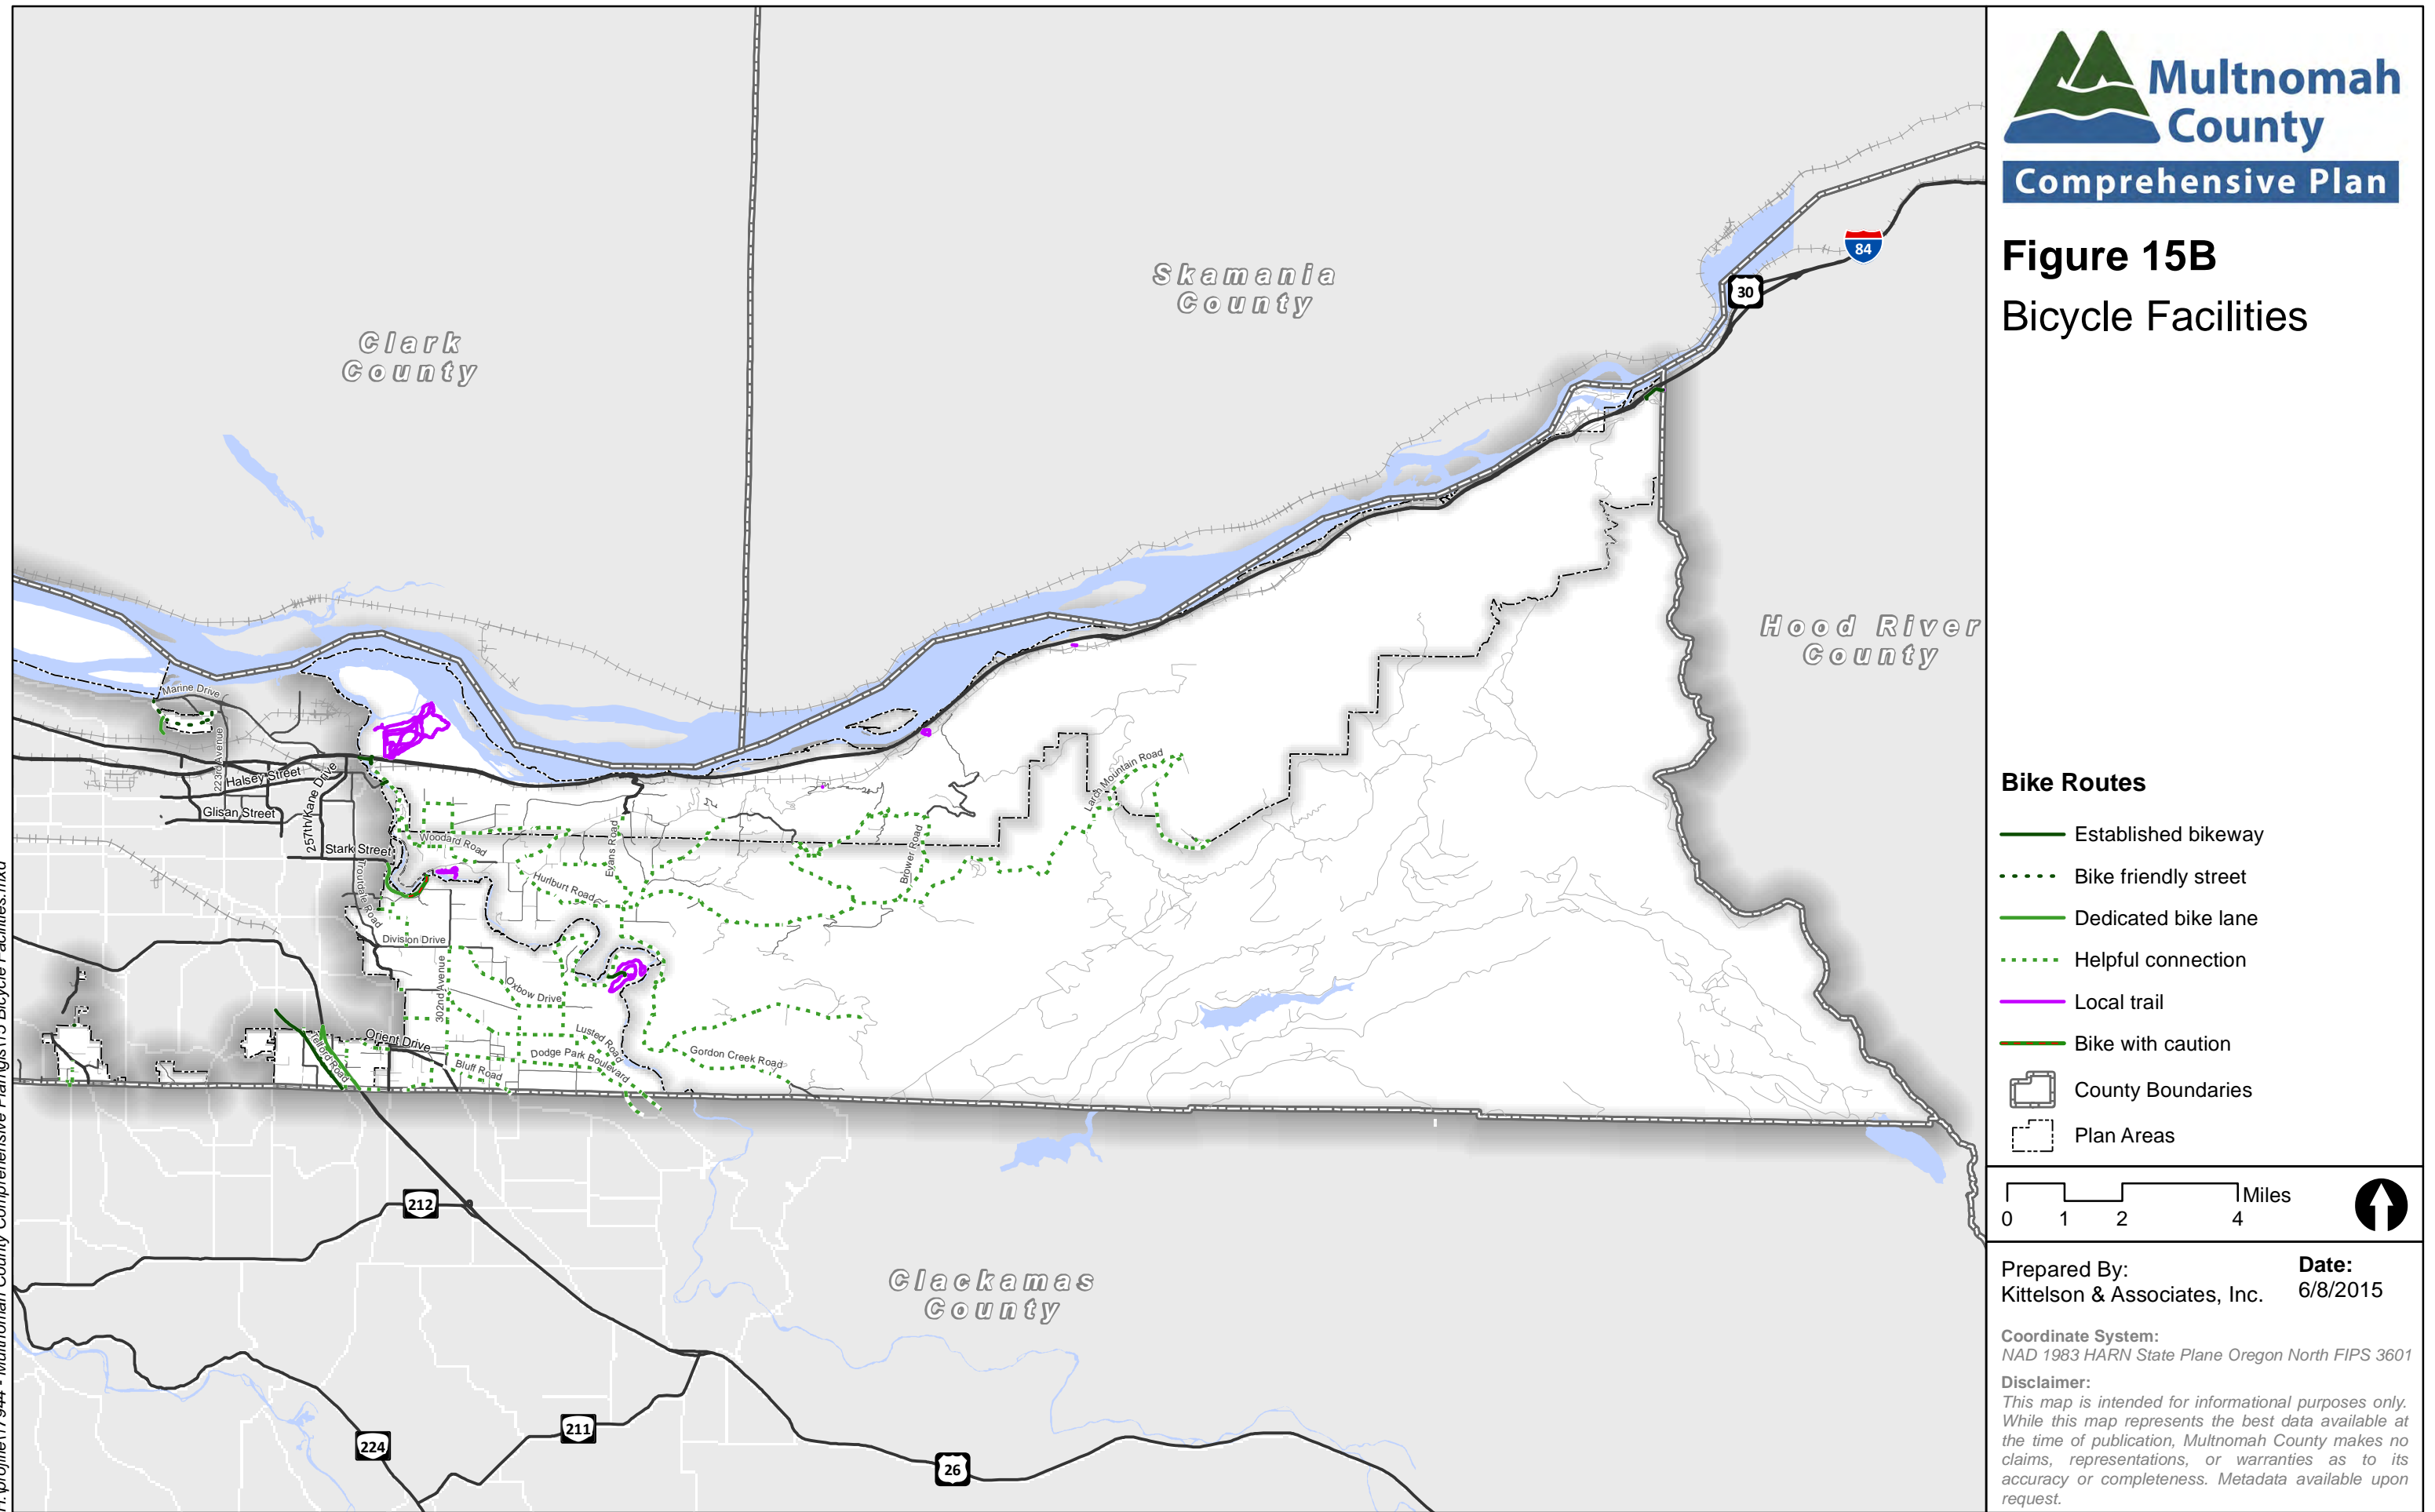 Multnomah
County
Comprehensive Plan
Figure 15B
Bicycle Facilities
Clark
County
Skamania
County
Hood River
County
Clackamas
County
84
30
Marine Drive
223rd Avenue
Halsey Street
Glisan Street
257th/Kane Drive
Stark Street
Troutdale Road
Woodard Road
Evans Road
Hurlburt Road
Brower Road
Larch Mountain Road
Division Drive
302nd Avenue
Oxbow Drive
Lusted Road
Orient Drive
Telford Road
Bluff Road
Dodge Park Boulevard
Gordon Creek Road
212
224
211
26
Bike Routes
Established bikeway
Bike friendly street
Dedicated bike lane
Helpful connection
Local trail
Bike with caution
County Boundaries
Plan Areas
Miles
0 1 2 4
Prepared By:
Kittelson & Associates, Inc.
Date:
6/8/2015
Coordinate System:
NAD 1983 HARN State Plane Oregon North FIPS 3601
Disclaimer:
This map is intended for informational purposes only.
While this map represents the best data available at
the time of publication, Multnomah County makes no
claims, representations, or warranties as to its
accuracy or completeness. Metadata available upon
request.